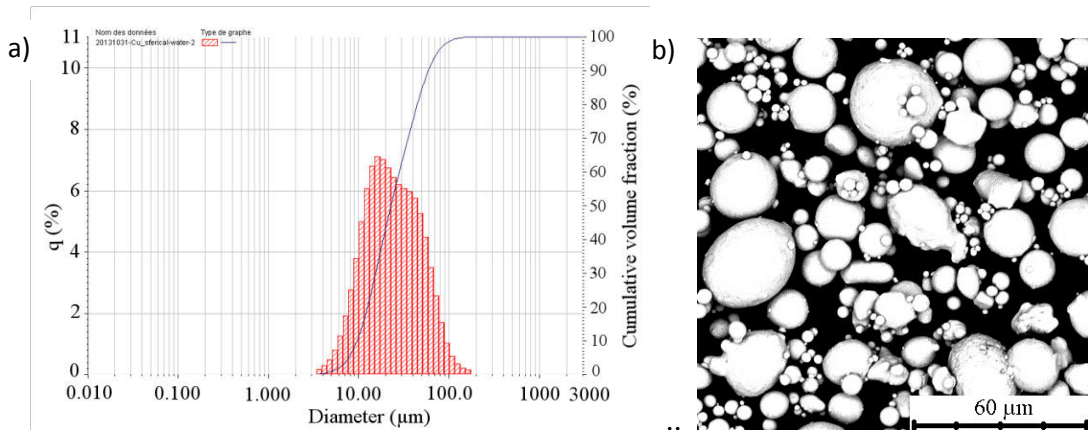 a)
Nom des données Type de graphe
20131031-Cu_sferical-water-2
11
10
8
6
4
2
0
q (%)
100
90
80
70
60
50
40
30
20
10
0
Cumulative volume fraction (%)
0.010 0.100 1.000 10.00 100.0 1000 3000
Diameter (µm)
b)
60 µm